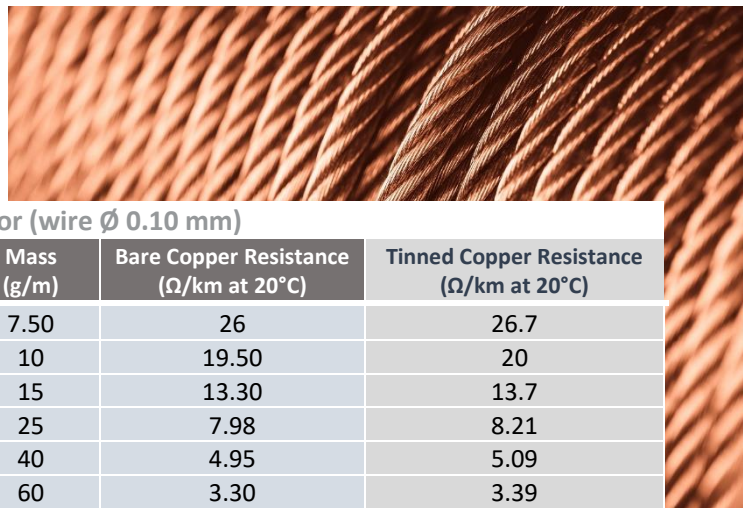 or (wire Ø 0.10 mm)
Mass Bare Copper Resistance Tinned Copper Resistance
(g/m) (Ω/km at 20°C) (Ω/km at 20°C)
7.50 26 26.7
10 19.50 20
15 13.30 13.7
25 7.98 8.21
40 4.95 5.09
60 3.30 3.39